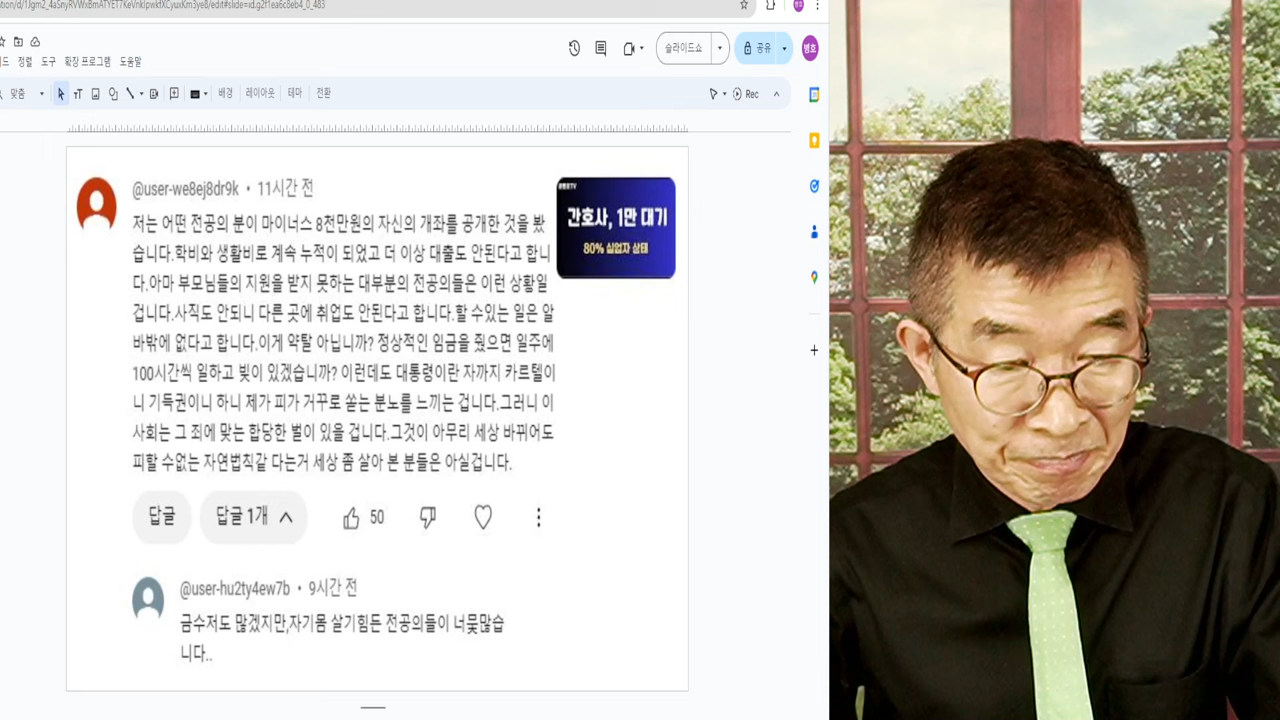 정렬 도구 확장 프로그램 도움말
슬라이드쇼
공유
병호
맞춤
배경 레이아웃 테마 전환
Rec
@user-we8ej8dr9k • 11시간 전
저는 어떤 전공의 분이 마이너스 8천만원의 자신의 개좌를 공개한 것을 봤
습니다.학비와 생활비로 계속 누적이 되었고 더 이상 대출도 안된다고 합니
다.아마 부모님들의 지원을 받지 못하는 대부분의 전공의들은 이런 상황일
겁니다.사직도 안되니 다른 곳에 취업도 안된다고 합니다.할 수있는 일은 알
바밖에 없다고 합니다.이게 약탈 아닙니까? 정상적인 임금을 줬으면 일주에
100시간씩 일하고 빚이 있겠습니까? 이런데도 대통령이란 자까지 카르텔이
니 기득권이니 하니 제가 피가 거꾸로 쏟는 분노를 느끼는 겁니다.그러니 이
사회는 그 죄에 맞는 합당한 벌이 있을 겁니다.그것이 아무리 세상 바뀌어도
피할 수없는 자연법칙같 다는거 세상 좀 살아 본 분들은 아실겁니다.
간호사, 1만 대기
80% 실업자 상태
답글
답글 1개
50
@user-hu2ty4ew7b • 9시간 전
금수저도 많겠지만,자기몸 살기힘든 전공의들이 너뭋많습
니다..